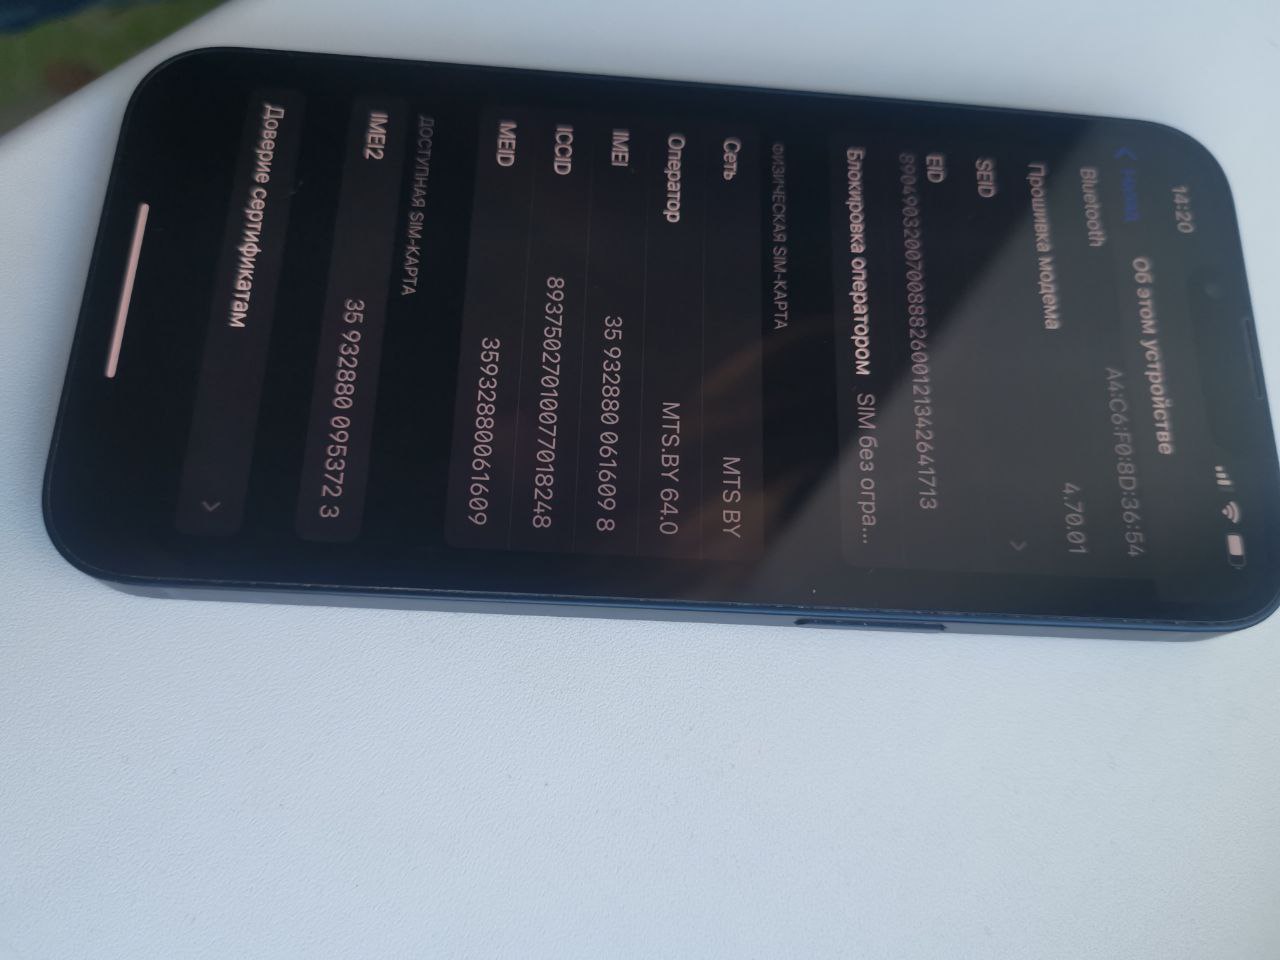 14:20
Назад
Об этом устройстве
Bluetooth A4:C6:F0:8D:36:54
Прошивка модема 4.70.01
SEID
EID
89049032007008882600121342641713
Блокировка оператором SIM без огра...
ФИЗИЧЕСКАЯ SIM-КАРТА
Сеть MTS BY
Оператор MTS.BY 64.0
IMEI 35 932880 061609 8
ICCID 8937502701007701824​8
MEID 35932880061609
ДОСТУПНАЯ SIM-КАРТА
IMEI2 35 932880 095372 3
Доверие сертификатам